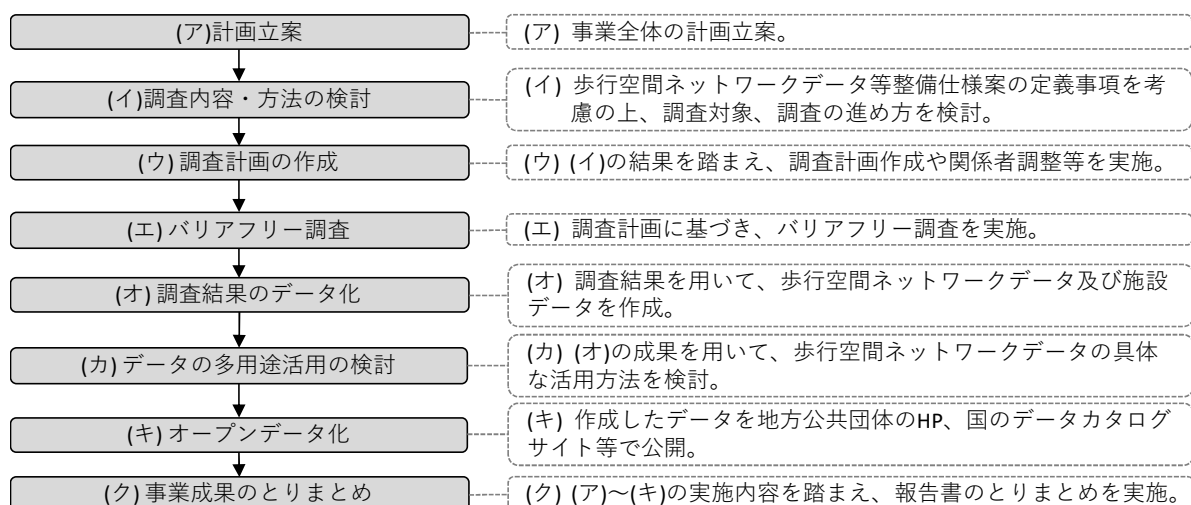 (ア)計画立案
(ア) 事業全体の計画立案。
(イ)調査内容・方法の検討
(イ) 歩行空間ネットワークデータ等整備仕様案の定義事項を考
慮の上、調査対象、調査の進め方を検討。
(ウ) 調査計画の作成
(ウ) (イ)の結果を踏まえ、調査計画作成や関係者調整等を実施。
(エ) バリアフリー調査
(エ) 調査計画に基づき、バリアフリー調査を実施。
(オ) 調査結果のデータ化
(オ) 調査結果を用いて、歩行空間ネットワークデータ及び施設
データを作成。
(カ) データの多用途活用の検討
(カ) (オ)の成果を用いて、歩行空間ネットワークデータの具体
な活用方法を検討。
(キ) オープンデータ化
(キ) 作成したデータを地方公共団体のHP、国のデータカタログ
サイト等で公開。
(ク) 事業成果のとりまとめ
(ク) (ア)～(キ)の実施内容を踏まえ、報告書のとりまとめを実施。